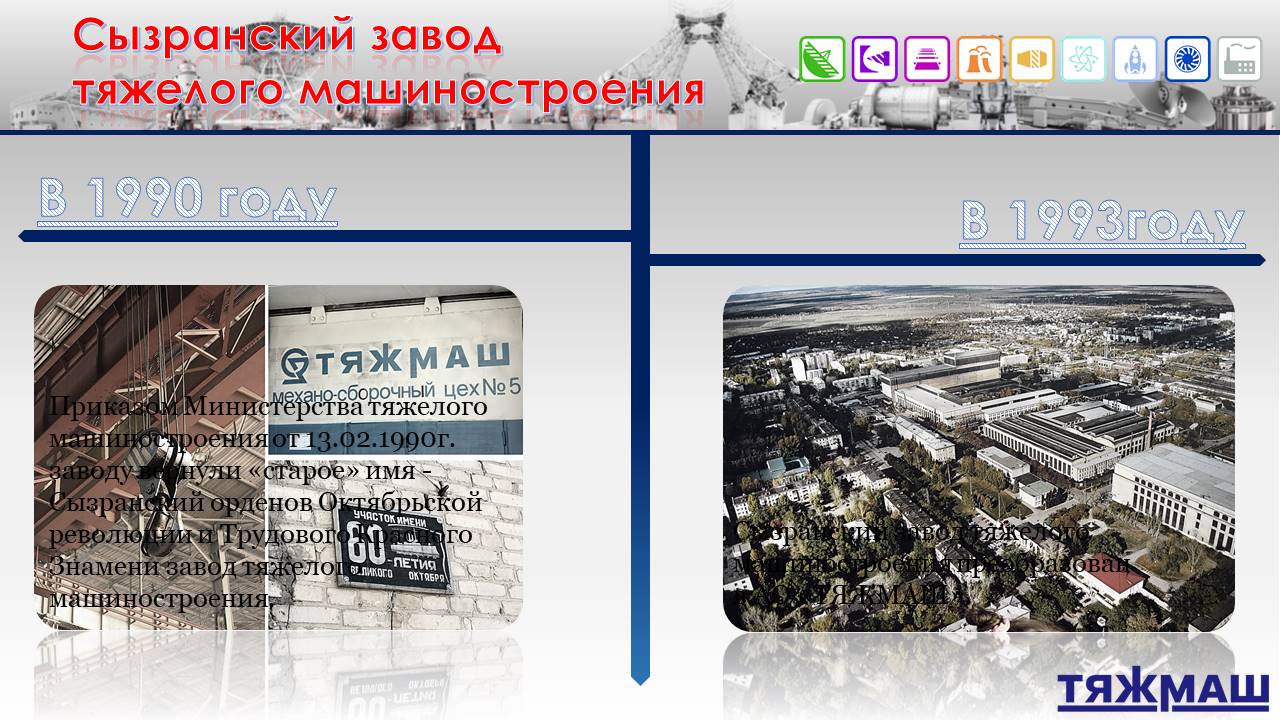 Сызранский завод
тяжелого машиностроения
В 1990 году
В 1993году
ТЯЖМАШ
механо-сборочный цех №5
Приказом Министерства тяжелого
машиностроения от 13.02.1990г.
заводу вернули «старое» имя -
Сызранский орденов Октябрьской
революции и Трудового Красного
Знамени завод тяжелого
машиностроения.
УЧАСТОК ИМЕНИ
60-ЛЕТИЯ
ВЕЛИКОГО ОКТЯБРЯ
Сызранский завод тяжелого
машиностроения преобразован
в АО «ТЯЖМАШ»
ТЯЖМАШ